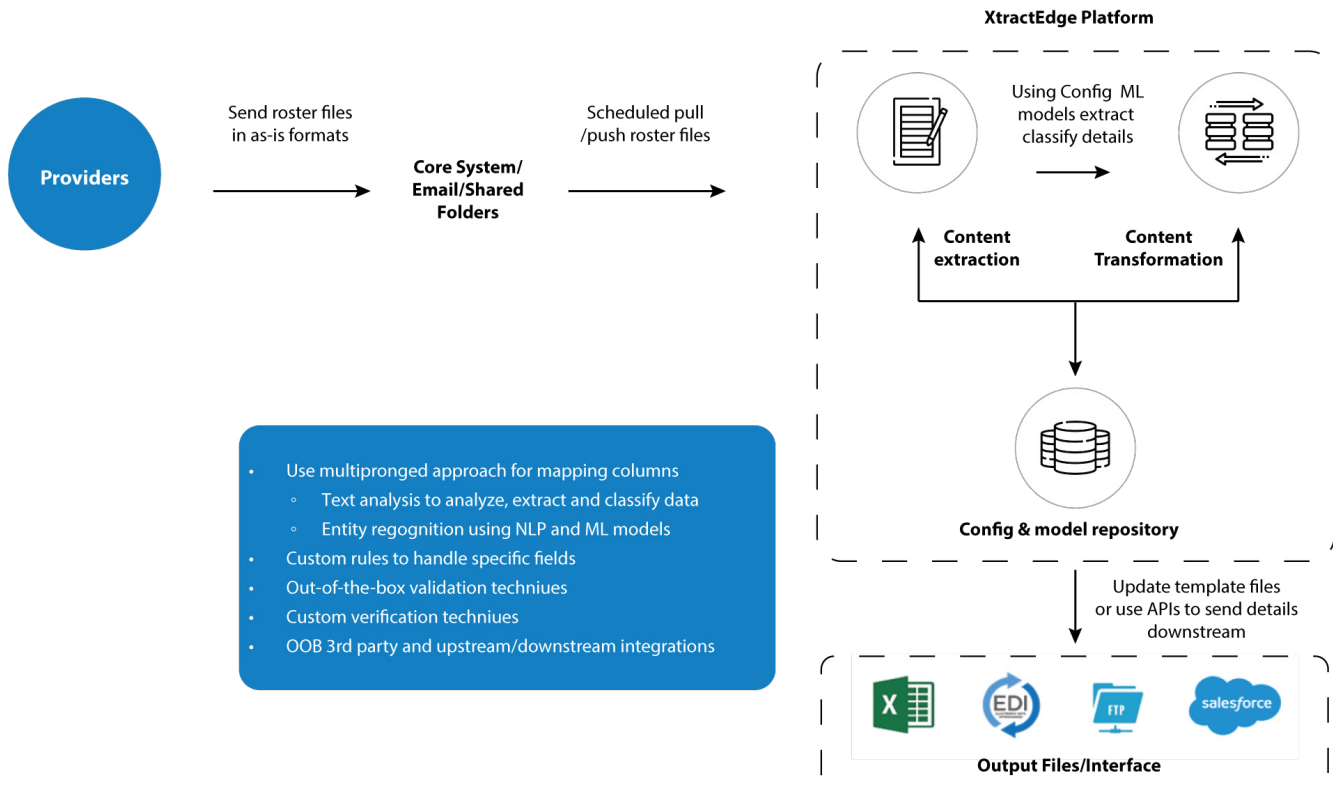 XtractEdge Platform
Providers
Send roster files
in as-is formats
Core System/
Email/Shared
Folders
Scheduled pull
/push roster files
Using Config ML
models extract
classify details
Content
extraction
Content
Transformation
Config & model repository
• Use multipronged approach for mapping columns
◦ Text analysis to analyze, extract and classify data
◦ Entity regognition using NLP and ML models
• Custom rules to handle specific fields
• Out-of-the-box validation techniues
• Custom verification techniues
• OOB 3rd party and upstream/downstream integrations
Update template files
or use APIs to send details
downstream
X
EDI
FTP
salesforce
Output Files/Interface